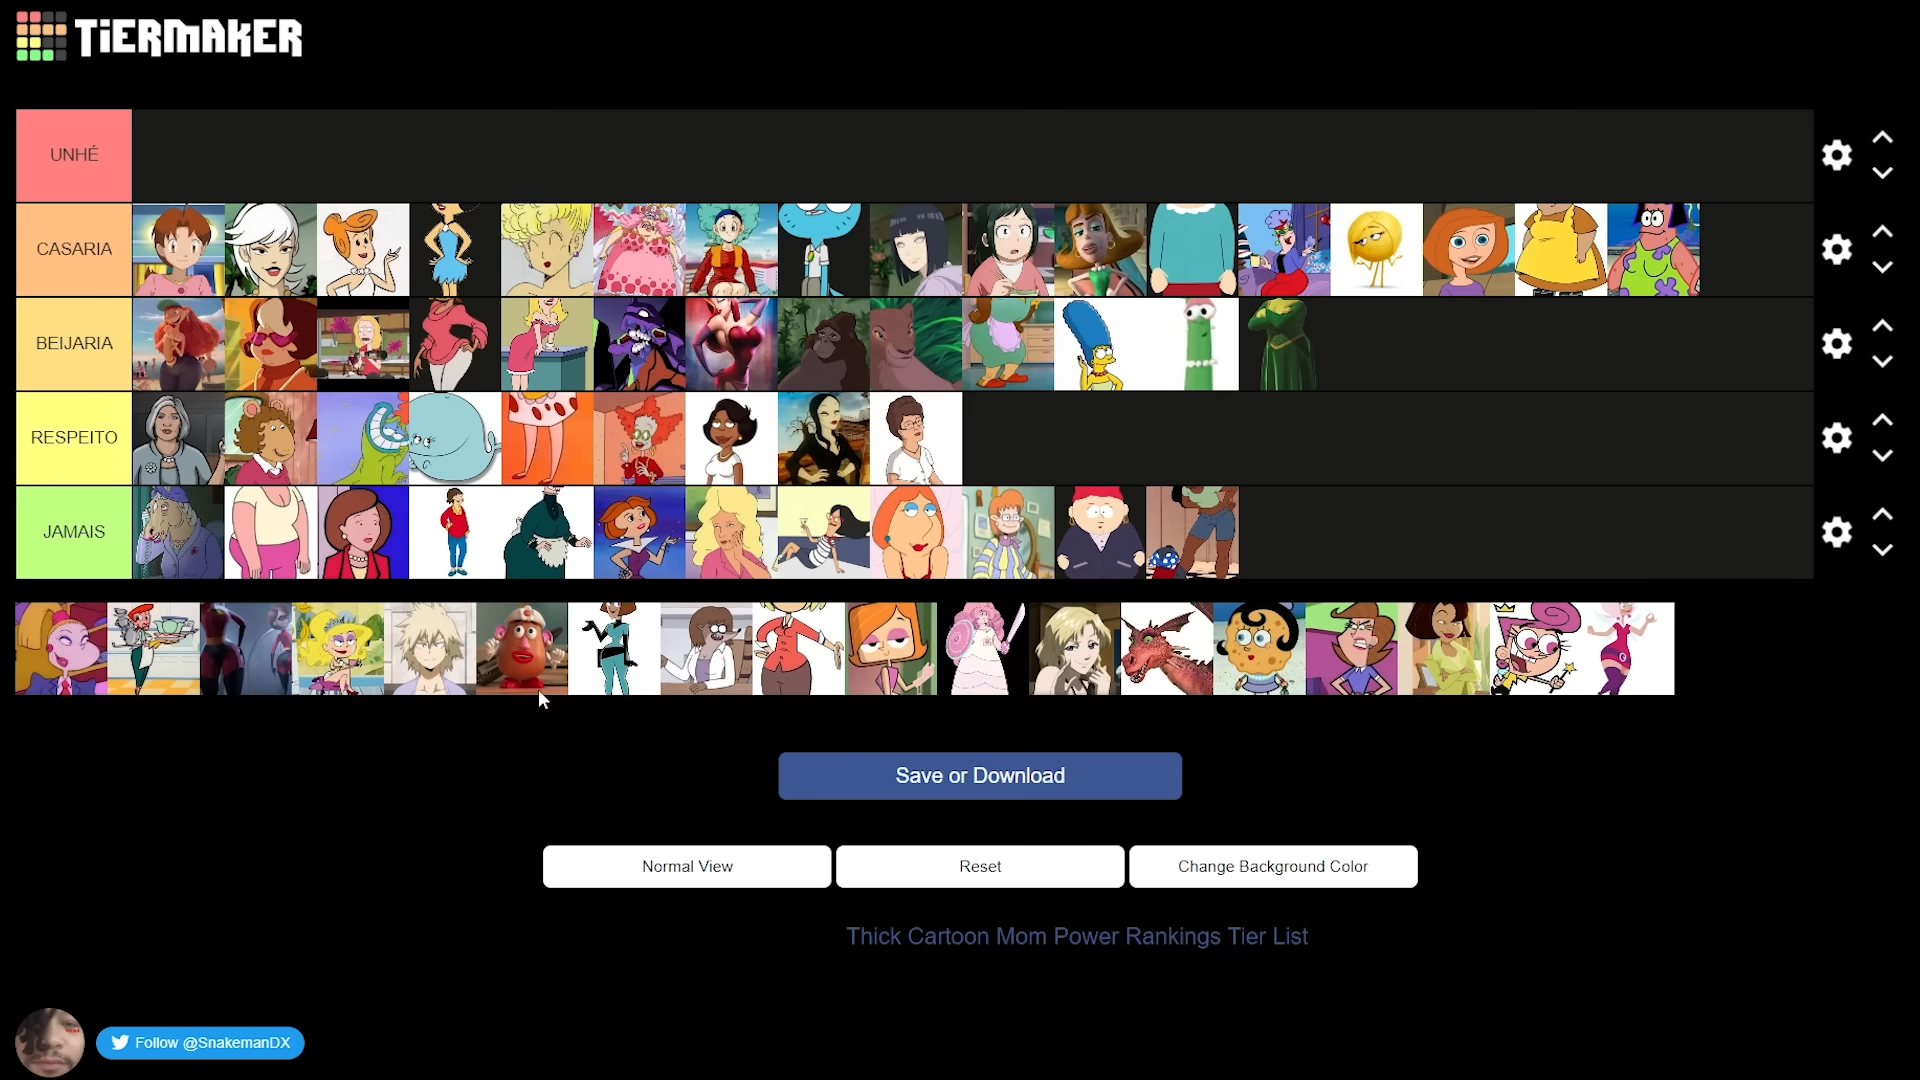 TiERMAKER
UNHÉ
CASARIA
BEIJARIA
RESPEITO
JAMAIS
Save or Download
Normal View
Reset
Change Background Color
Thick Cartoon Mom Power Rankings Tier List
Follow @SnakemanDX